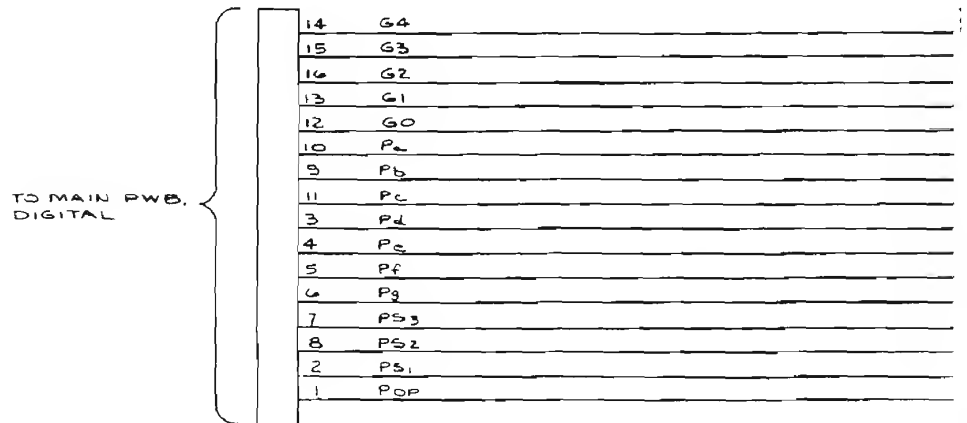 14 G4
15 G3
16 G2
13 G1
12 G0
10 Pa
9 Pb
11 Pc
3 Pd
4 Pe
5 Pf
6 Pg
7 PS3
8 PS2
2 PS1
1 POP
TO MAIN PWB.
DIGITAL